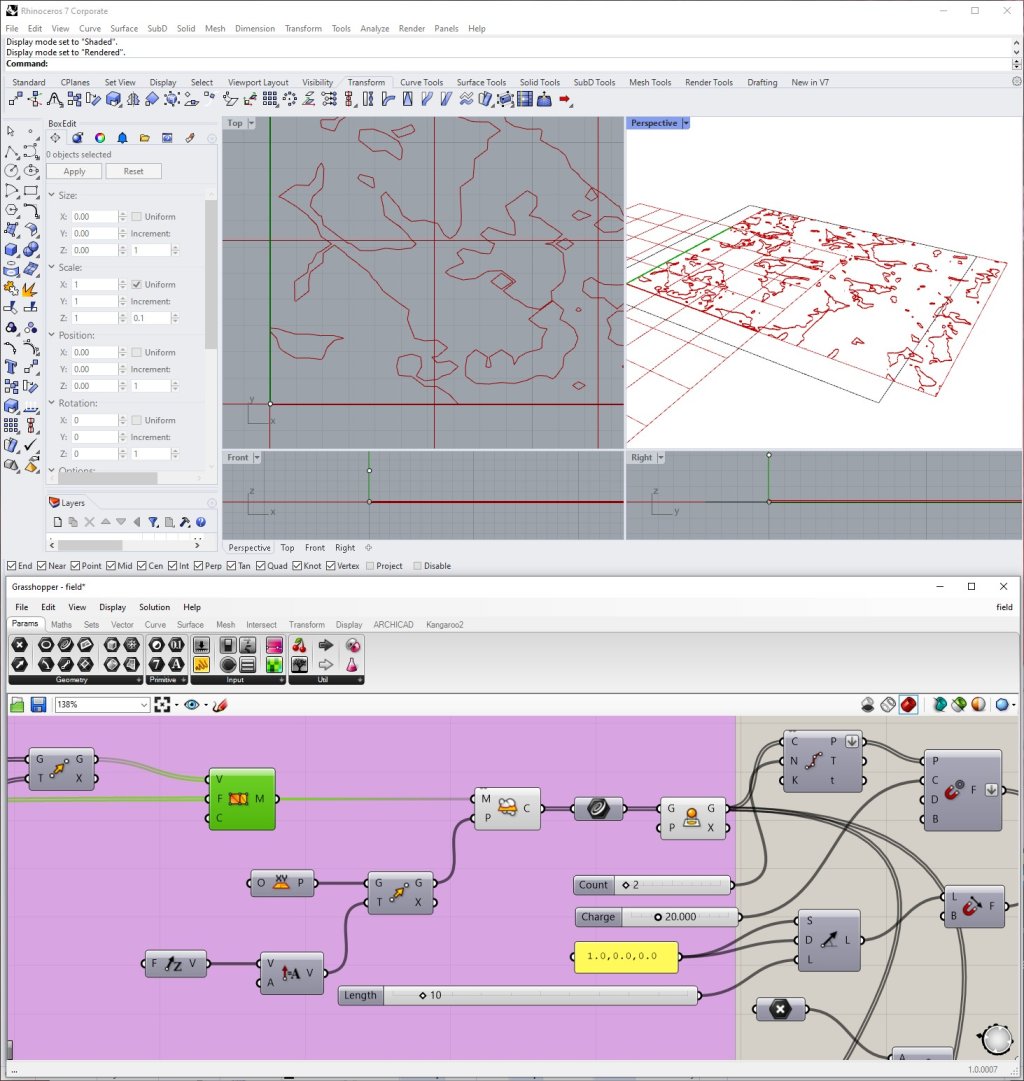 Rhinoceros 7 Corporate
File Edit View Curve Surface SubD Solid Mesh Dimension Transform Tools Analyze Render Panels Help
Display mode set to "Shaded".
Display mode set to "Rendered".
Command:
Standard CPlanes Set View Display Select Viewport Layout Visibility Transform Curve Tools Surface Tools Solid Tools SubD Tools Mesh Tools Render Tools Drafting New in V7
BoxEdit
0 objects selected
Apply Reset
Size:
X: 0.00 Uniform
Y: 0.00 Increment:
Z: 0.00 1
Scale:
X: 1 Uniform
Y: 1 Increment:
Z: 1 0.1
Position:
X: 0.00 Uniform
Y: 0.00 Increment:
Z: 0.00 1
Rotation:
X: 0 Uniform
Y: 0 Increment:
Z: 0 1
Options:
Layers
Top
y
x
Perspective
Front
z
x
Right
z
y
Perspective Top Front Right
End Near Point Mid Cen Int Perp Tan Quad Knot Vertex Project Disable
Grasshopper - field*
File Edit View Display Solution Help field
Params Maths Sets Vector Curve Surface Mesh Intersect Transform Display ARCHICAD Kangaroo2
Geometry Primitive Input Util
138%
G G
T X
V
F M
C
M C
P
G G
P X
C P
N T
K t
P
C F
D
B
O XY P
G G
T X
Count 2
Charge 20.000
1.0,0.0,0.0
Length 10
F Z V
V A V
A
S
D L
L
L F
B
A
...
1.0.0007